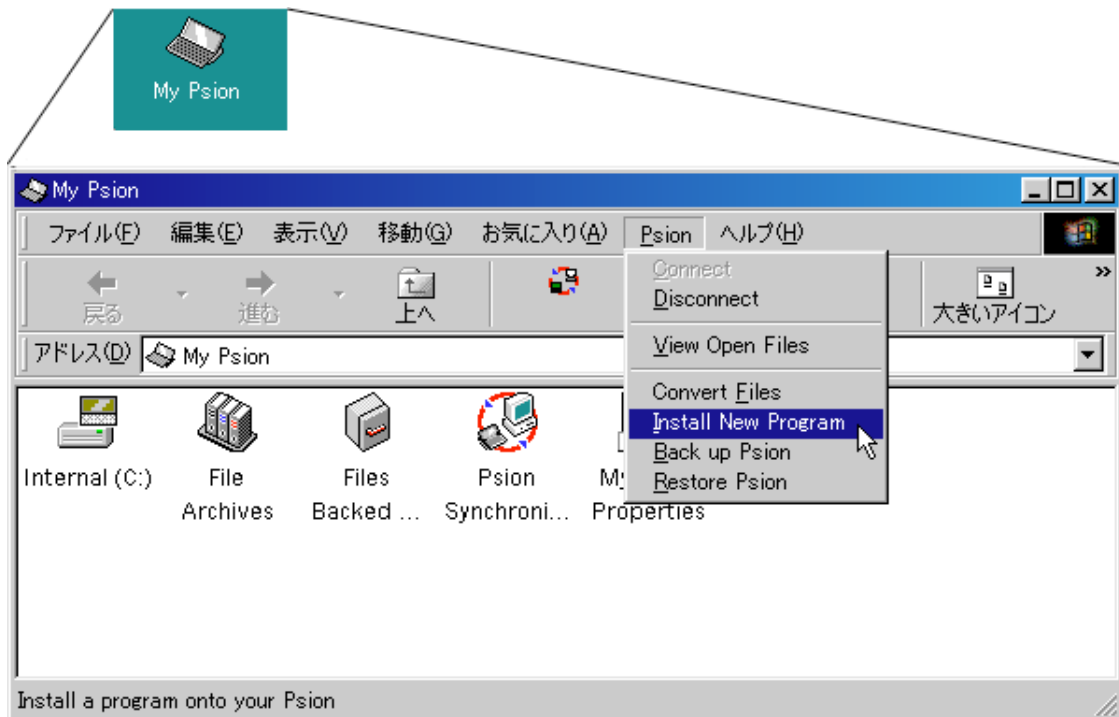 My Psion
My Psion
ファイル(F) 編集(E) 表示(V) 移動(G) お気に入り(A) Psion ヘルプ(H)
戻る 進む 上へ 大きいアイコン
アドレス(D) My Psion
Connect
Disconnect
View Open Files
Convert Files
Install New Program
Back up Psion
Restore Psion
Internal (C:)
File
Archives
Files
Backed ...
Psion
Synchroni...
Properties
Install a program onto your Psion